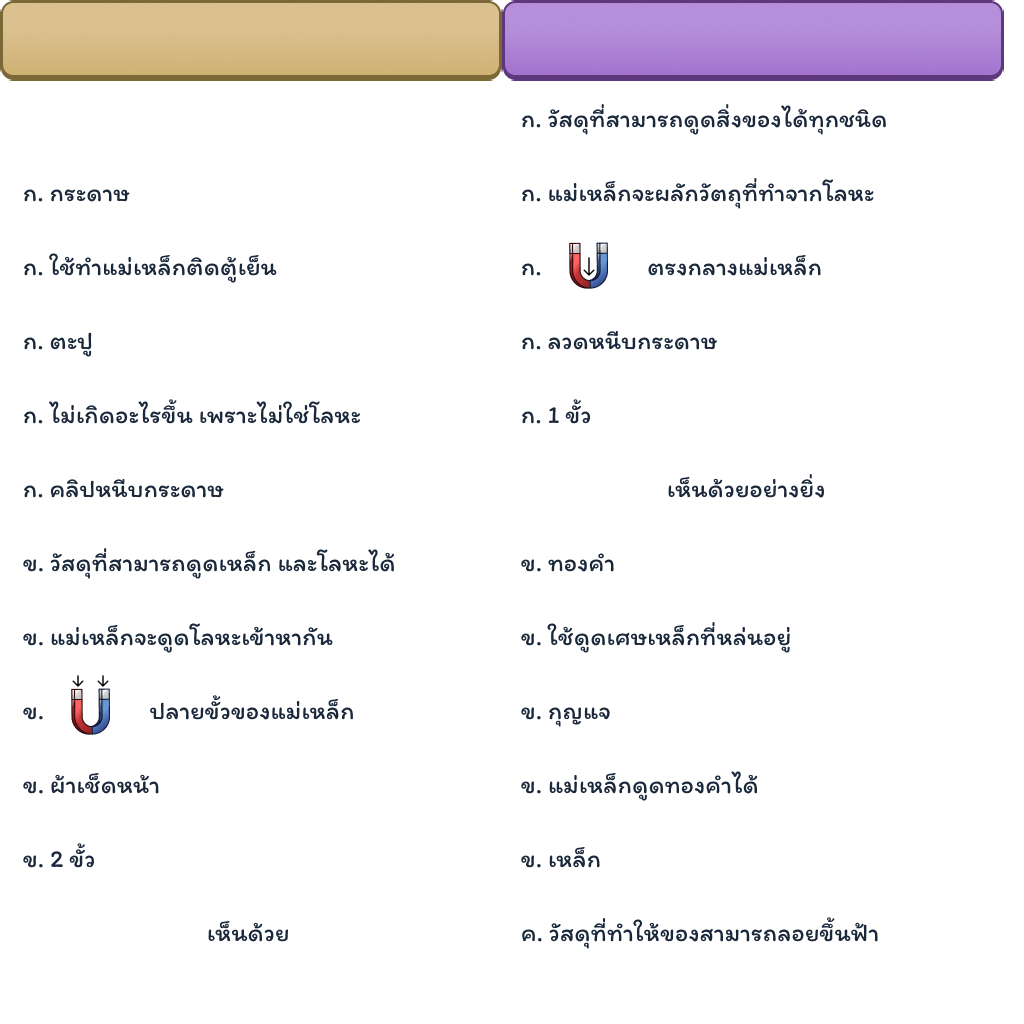 ก. วัสดุที่สามารถดูดสิ่งของได้ทุกชนิด
ก. กระดาษ
ก. แม่เหล็กจะผลักวัตถุที่ทำจากโลหะ
ก. ใช้ทำแม่เหล็กติดตู้เย็น
ก. ตรงกลางแม่เหล็ก
ก. ตะปู
ก. ลวดหนีบกระดาษ
ก. ไม่เกิดอะไรขึ้น เพราะไม่ใช่โลหะ
ก. 1 ขั้ว
ก. คลิปหนีบกระดาษ
เห็นด้วยอย่างยิ่ง
ข. วัสดุที่สามารถดูดเหล็ก และโลหะได้
ข. ทองคำ
ข. แม่เหล็กจะดูดโลหะเข้าหากัน
ข. ใช้ดูดเศษเหล็กที่หล่นอยู่
ข. ปลายขั้วของแม่เหล็ก
ข. กุญแจ
ข. ผ้าเช็ดหน้า
ข. แม่เหล็กดูดทองคำได้
ข. 2 ขั้ว
ข. เหล็ก
เห็นด้วย
ค. วัสดุที่ทำให้ของสามารถลอยขึ้นฟ้า